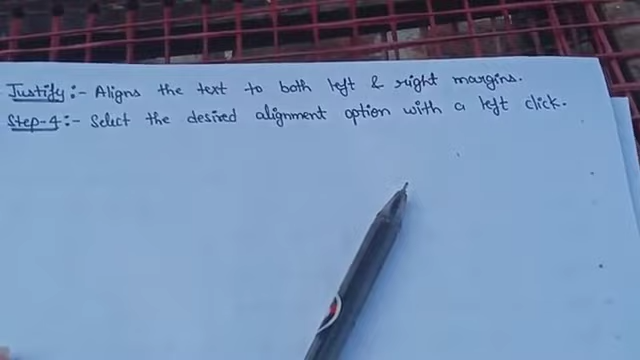 Justify :- Aligns the text to both left & right margins.
Step-4 :- Select the desired alignment option with a left click.